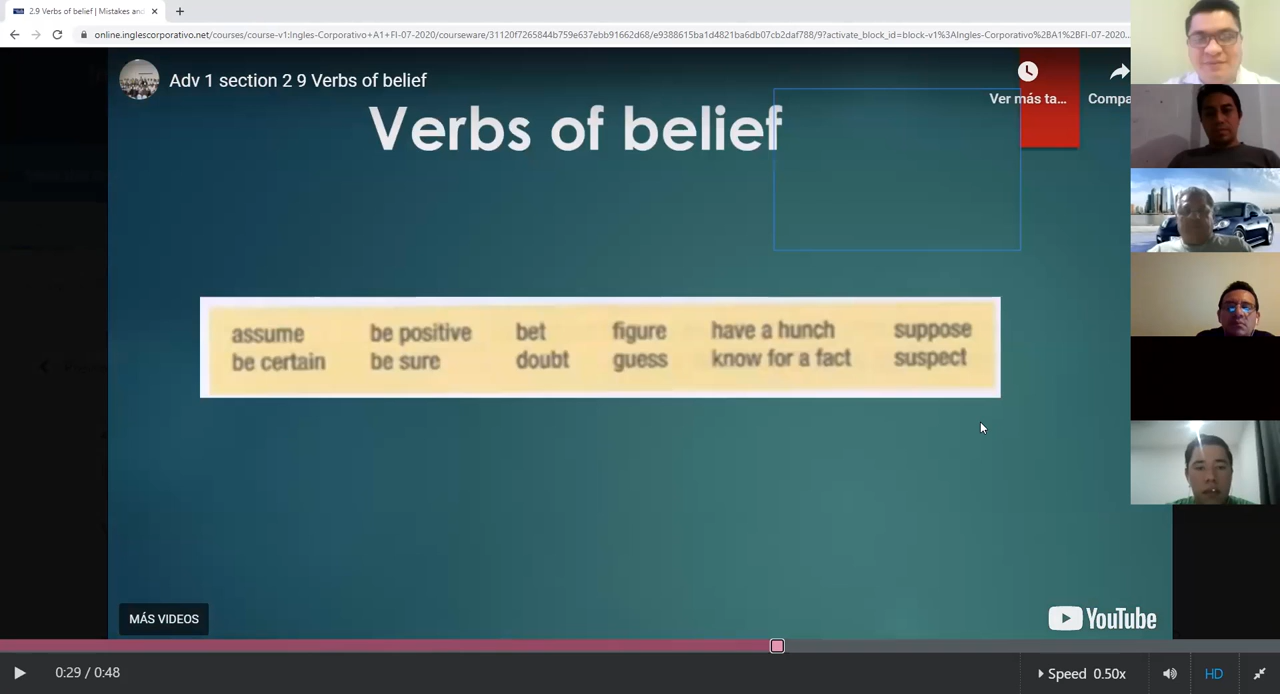 2.9 Verbs of belief | Mistakes and
online.inglescorporativo.net/courses/course-v1:Ingles-Corporativo+A1+FI-07-2020/courseware/31120f7265844b759e637ebb91662d68/e9388615ba1d4821ba6db07cb2daf788/9?activate_block_id=block-v1%3AIngles-Corporativo%2BA1%2BFI-07-2020...
Adv 1 section 2 9 Verbs of belief
Ver más ta...
Compa
Verbs of belief
assume be positive bet figure have a hunch suppose
be certain be sure doubt guess know for a fact suspect
MÁS VIDEOS
YouTube
0:29 / 0:48
Speed 0.50x
HD